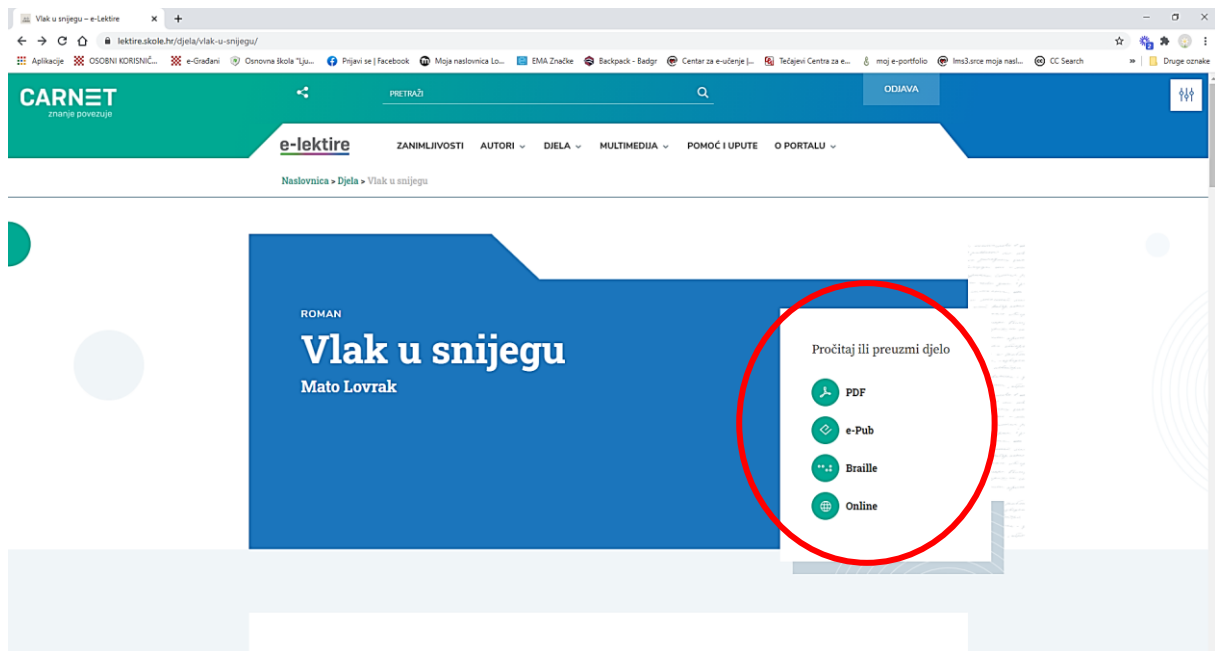 Vlak u snijegu – e-Lektire
lektire.skole.hr/djela/vlak-u-snijegu/
Aplikacije OSOBNI KORISNIČ... e-Građani Osnovna škola "Lju... Prijavi se | Facebook Moja naslovnica Lo... EMA Značke Backpack - Badgr Centar za e-učenje |... Tečajevi Centra za e... moj e-portfolio lms3.srce moja nasl... CC Search » Druge oznake
CARNET
znanje povezuje
PRETRAŽI
ODJAVA
e-lektire ZANIMLJIVOSTI AUTORI DJELA MULTIMEDIJA POMOĆ I UPUTE O PORTALU
Naslovnica » Djela » Vlak u snijegu
ROMAN
Vlak u snijegu
Mato Lovrak
Pročitaj ili preuzmi djelo
PDF
e-Pub
Braille
Online